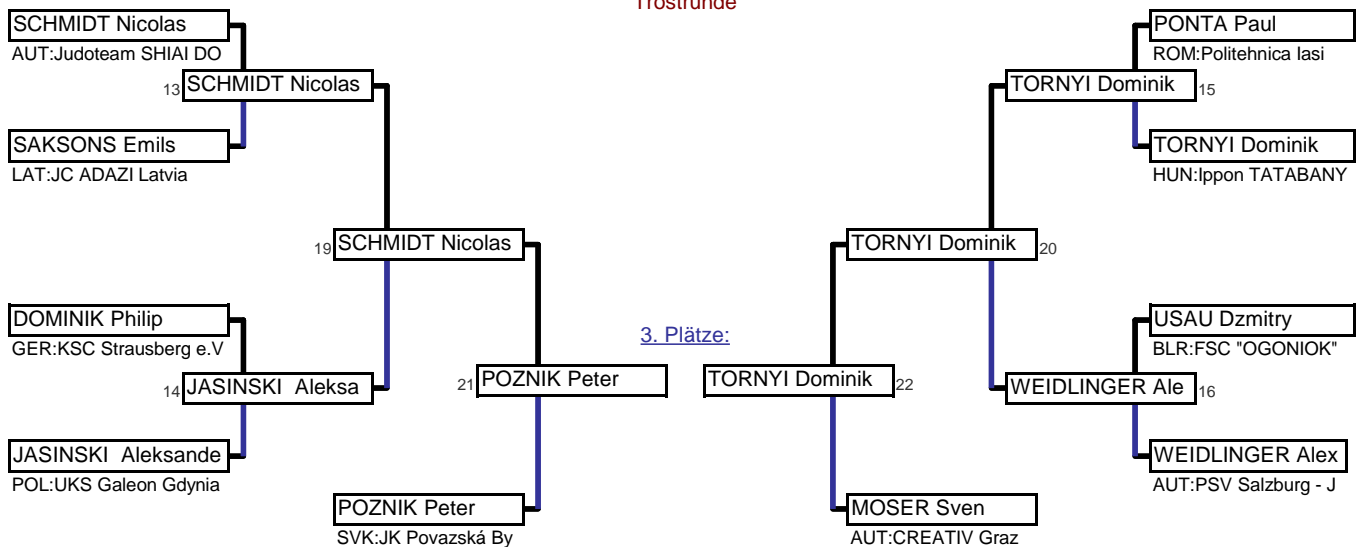 Trostrunde
SCHMIDT Nicolas
AUT:Judoteam SHIAI DO
13 SCHMIDT Nicolas
SAKSONS Emils
LAT:JC ADAZI Latvia
19 SCHMIDT Nicolas
DOMINIK Philip
GER:KSC Strausberg e.V
14 JASINSKI Aleksa
JASINSKI Aleksande
POL:UKS Galeon Gdynia
21 POZNIK Peter
POZNIK Peter
SVK:JK Povazská By
3. Plätze:
PONTA Paul
ROM:Politehnica Iasi
TORNYI Dominik 15
TORNYI Dominik
HUN:Ippon TATABANY
TORNYI Dominik 20
USAU Dzmitry
BLR:FSC "OGONIOK"
WEIDLINGER Ale 16
WEIDLINGER Alex
AUT:PSV Salzburg - J
TORNYI Dominik 22
MOSER Sven
AUT:CREATIV Graz